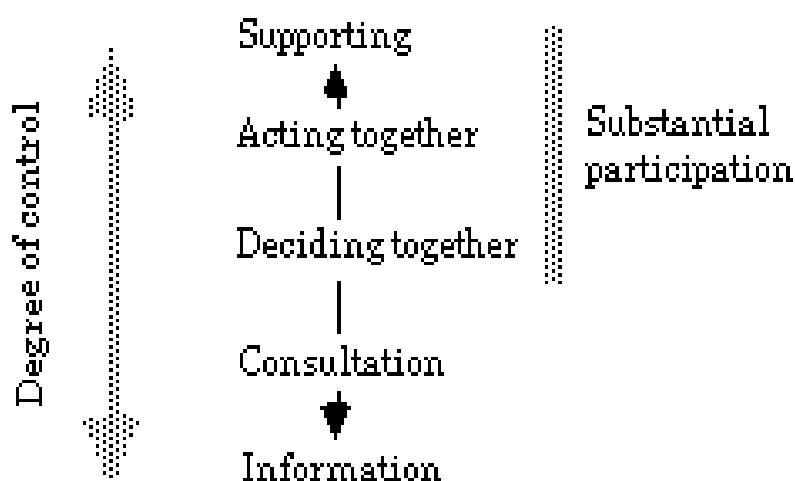 Supporting
Acting together
Deciding together
Consultation
Information
Degree of control
Substantial
participation